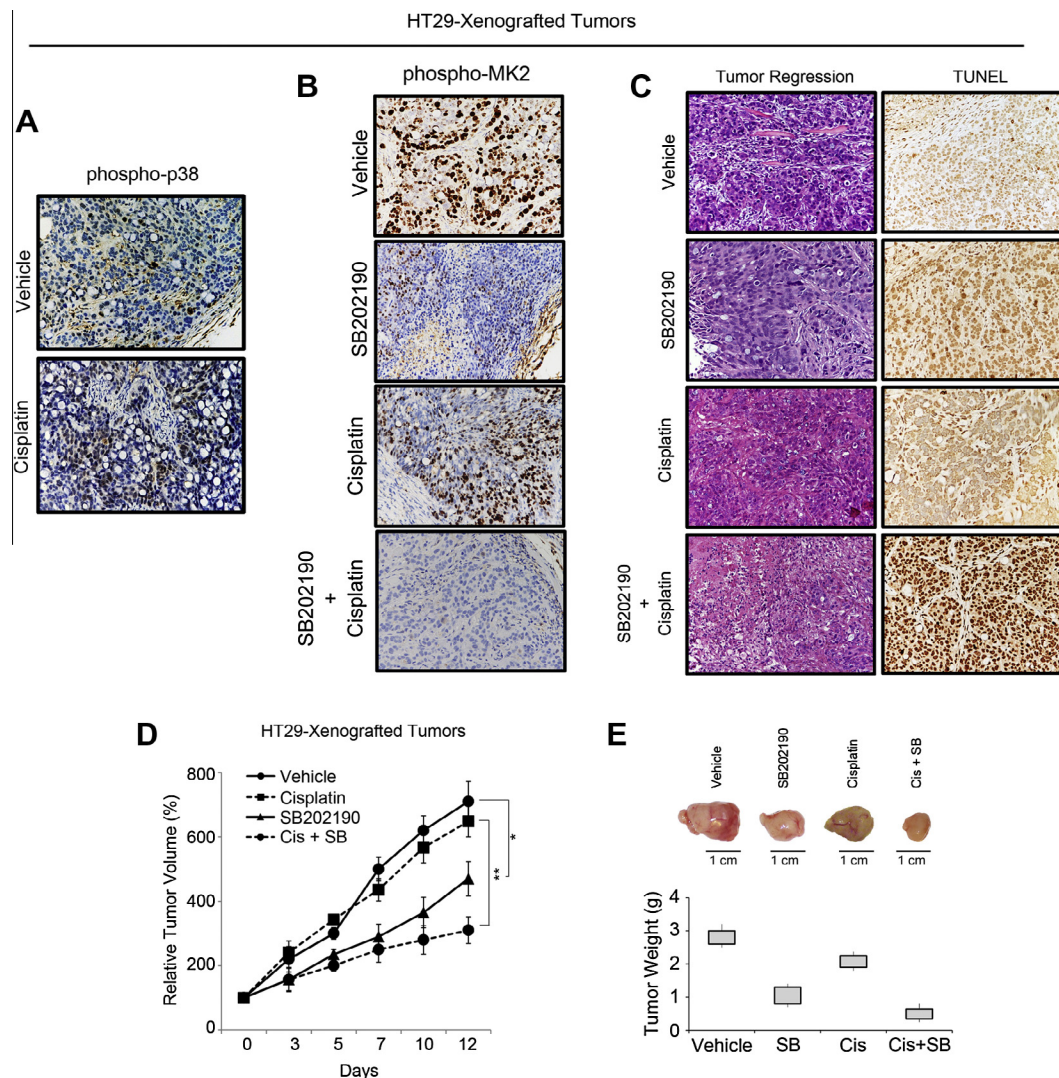 HT29-Xenografted Tumors
A
phospho-p38
Vehicle
Cisplatin
B
phospho-MK2
Vehicle
SB202190
Cisplatin
SB202190
+
Cisplatin
C
Tumor Regression
TUNEL
Vehicle
SB202190
Cisplatin
SB202190
+
Cisplatin
D
HT29-Xenografted Tumors
Relative Tumor Volume (%)
800
600
400
200
0
Vehicle
Cisplatin
SB202190
Cis + SB
*
**
0 3 5 7 10 12
Days
E
Vehicle
SB202190
Cisplatin
Cis + SB
1 cm 1 cm 1 cm 1 cm
Tumor Weight (g)
4
3
2
1
0
Vehicle SB Cis Cis+SB